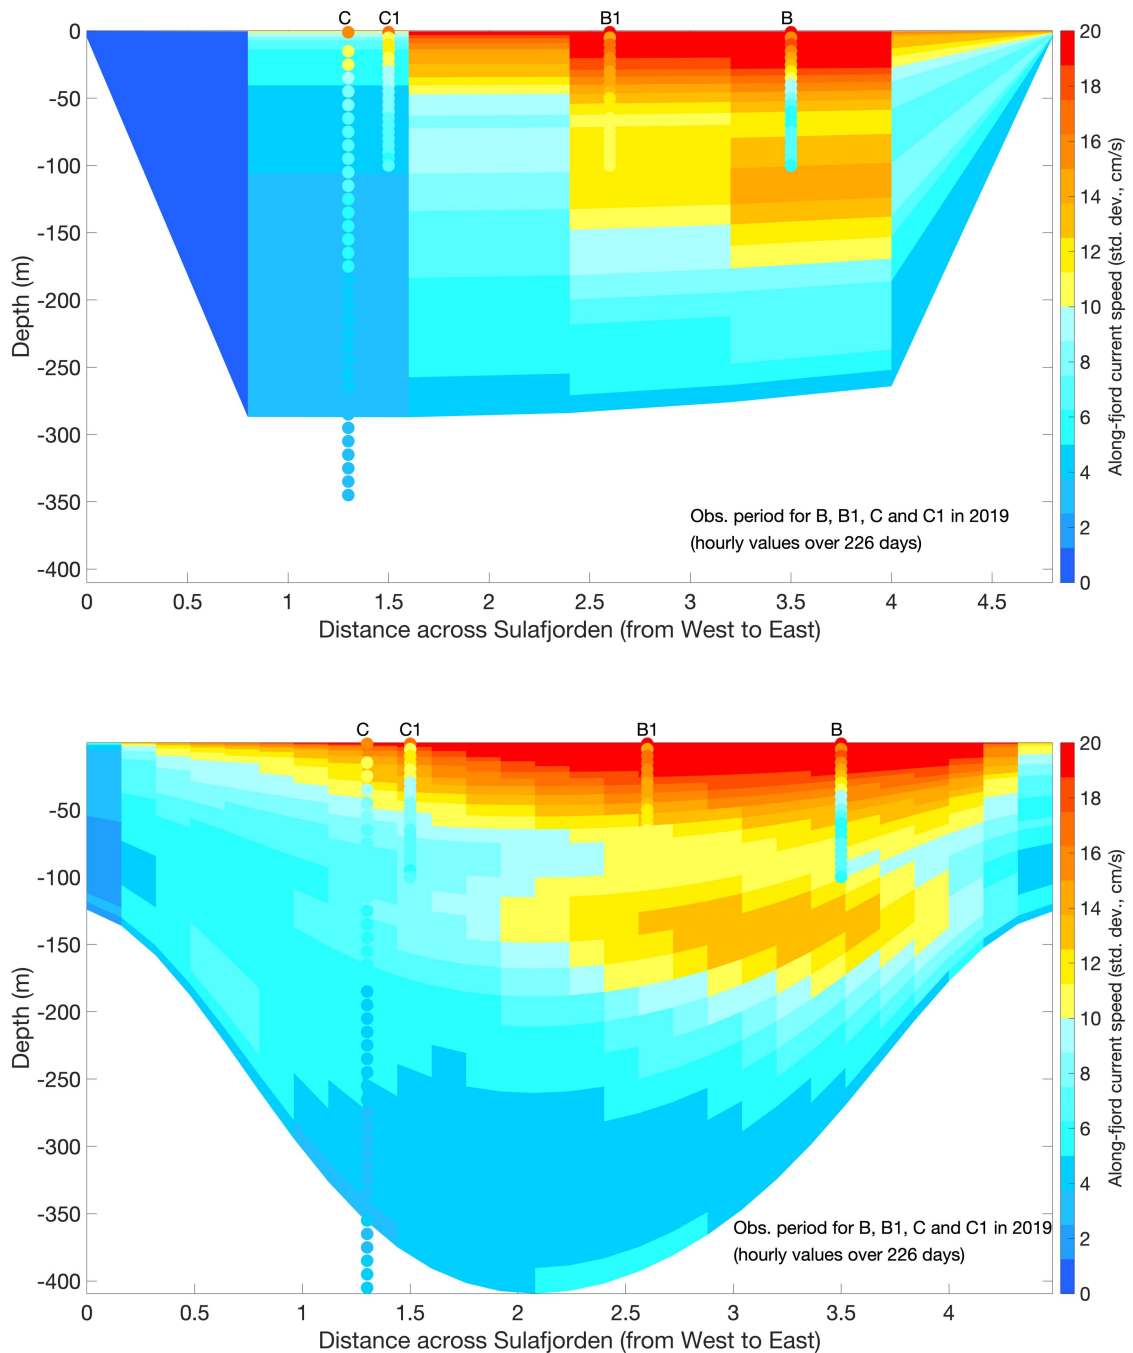 C C1 B1 B
0
-50
-100
-150
-200
-250
-300
-350
-400
Depth (m)
Obs. period for B, B1, C and C1 in 2019
(hourly values over 226 days)
0 0.5 1 1.5 2 2.5 3 3.5 4 4.5
Distance across Sulafjorden (from West to East)
20
18
16
14
12
10
8
6
4
2
0
Along-fjord current speed (std. dev., cm/s)
C C1 B1 B
-50
-100
-150
-200
-250
-300
-350
-400
Depth (m)
Obs. period for B, B1, C and C1 in 2019
(hourly values over 226 days)
0 0.5 1 1.5 2 2.5 3 3.5 4
Distance across Sulafjorden (from West to East)
20
18
16
14
12
10
8
6
4
2
0
Along-fjord current speed (std. dev., cm/s)